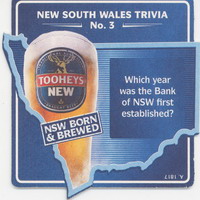 NEW SOUTH WALES TRIVIA
No. 3
TOOHEYS
NEW
NSW BORN
& BREWED
Which year
was the Bank
of NSW first
established?
A. 1817